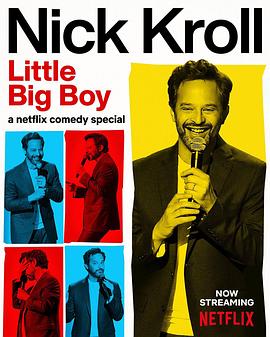 Nick Kroll
Little
Big Boy
a netflix comedy special
NOW
STREAMING
NETFLIX